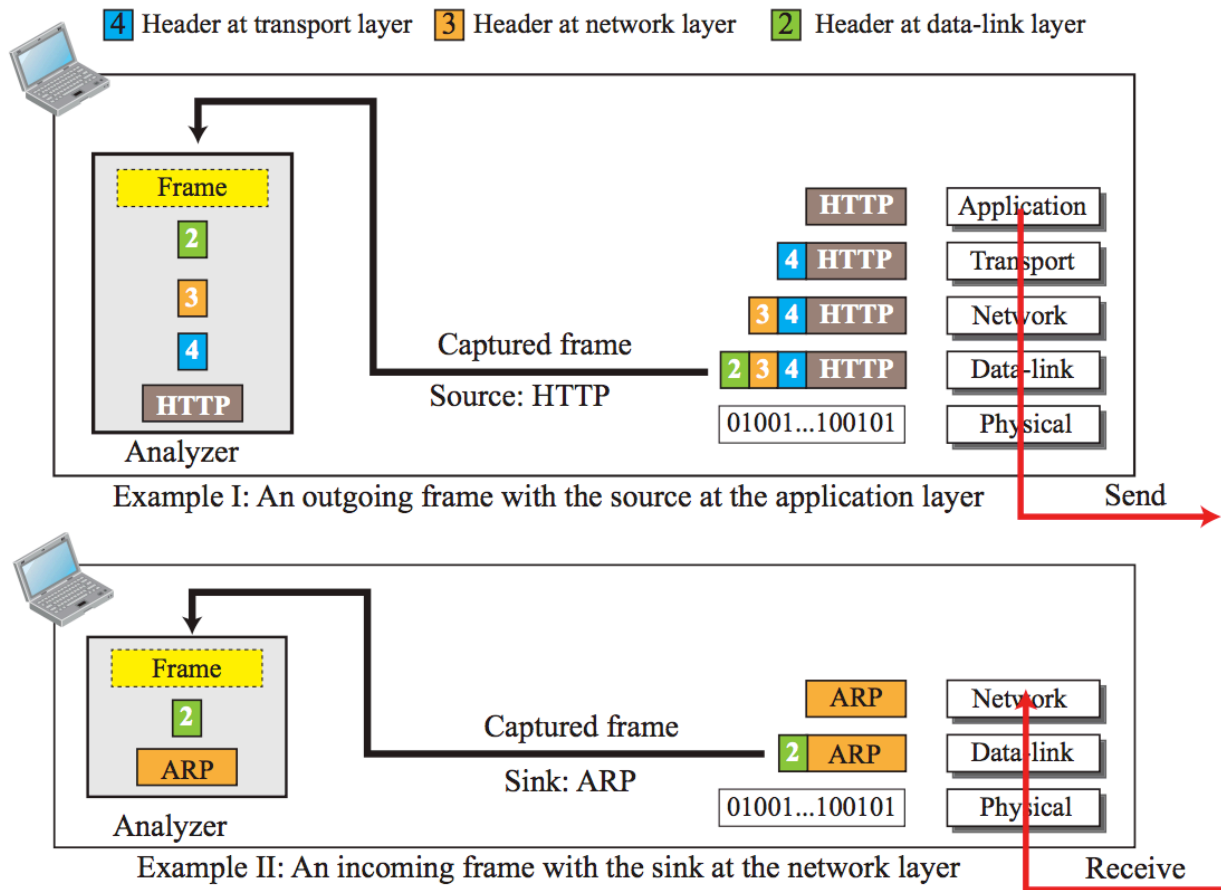 4 Header at transport layer 3 Header at network layer 2 Header at data-link layer
Frame
2
3
4
HTTP
Analyzer
Captured frame
Source: HTTP
HTTP Application
4 HTTP Transport
3 4 HTTP Network
2 3 4 HTTP Data-link
01001...100101 Physical
Example I: An outgoing frame with the source at the application layer
Send
Frame
2
ARP
Analyzer
Captured frame
Sink: ARP
ARP Network
2 ARP Data-link
01001...100101 Physical
Example II: An incoming frame with the sink at the network layer
Receive